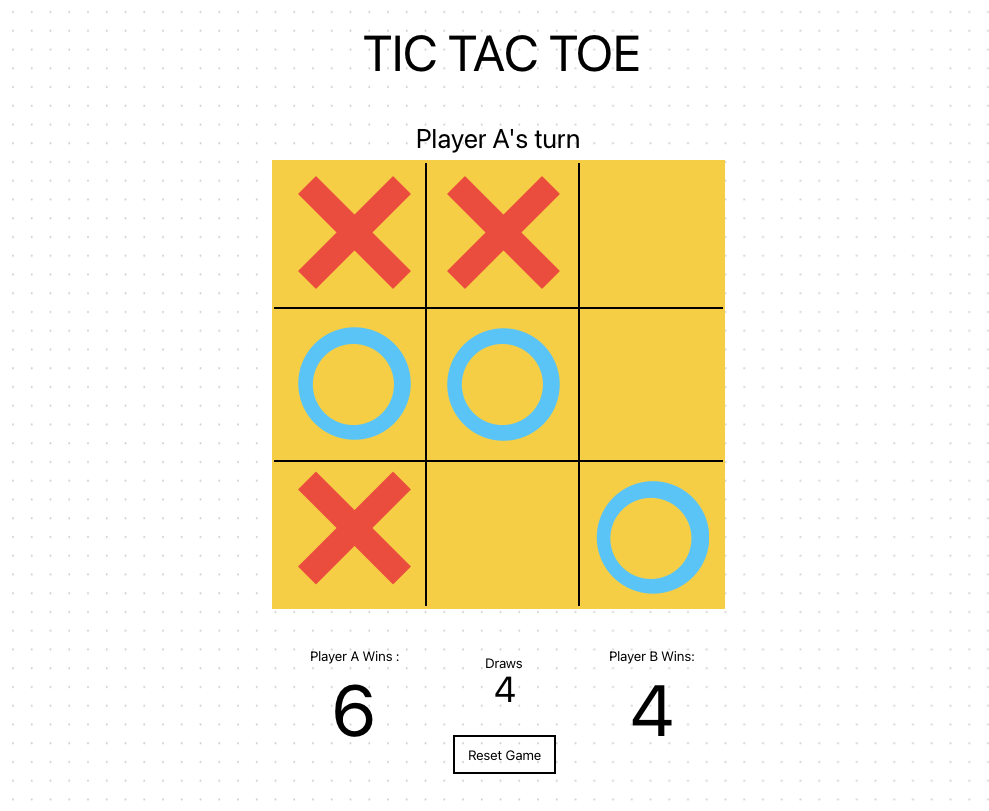 TIC TAC TOE
Player A's turn
Player A Wins :
6
Draws
4
Player B Wins:
4
Reset Game